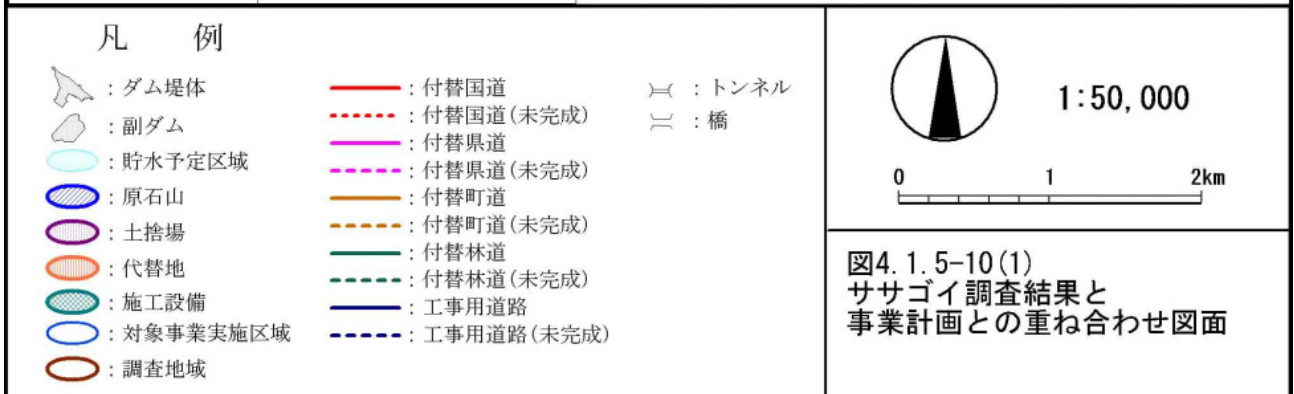 凡 例
：ダム堤体
：副ダム
：貯水予定区域
：原石山
：土捨場
：代替地
：施工設備
：対象事業実施区域
：調査地域
：付替国道
：付替国道(未完成)
：付替県道
：付替県道(未完成)
：付替町道
：付替町道(未完成)
：付替林道
：付替林道(未完成)
：工事用道路
：工事用道路(未完成)
：トンネル
：橋
1:50,000
0 1 2km
図4.1.5-10(1)
ササゴイ調査結果と
事業計画との重ね合わせ図面